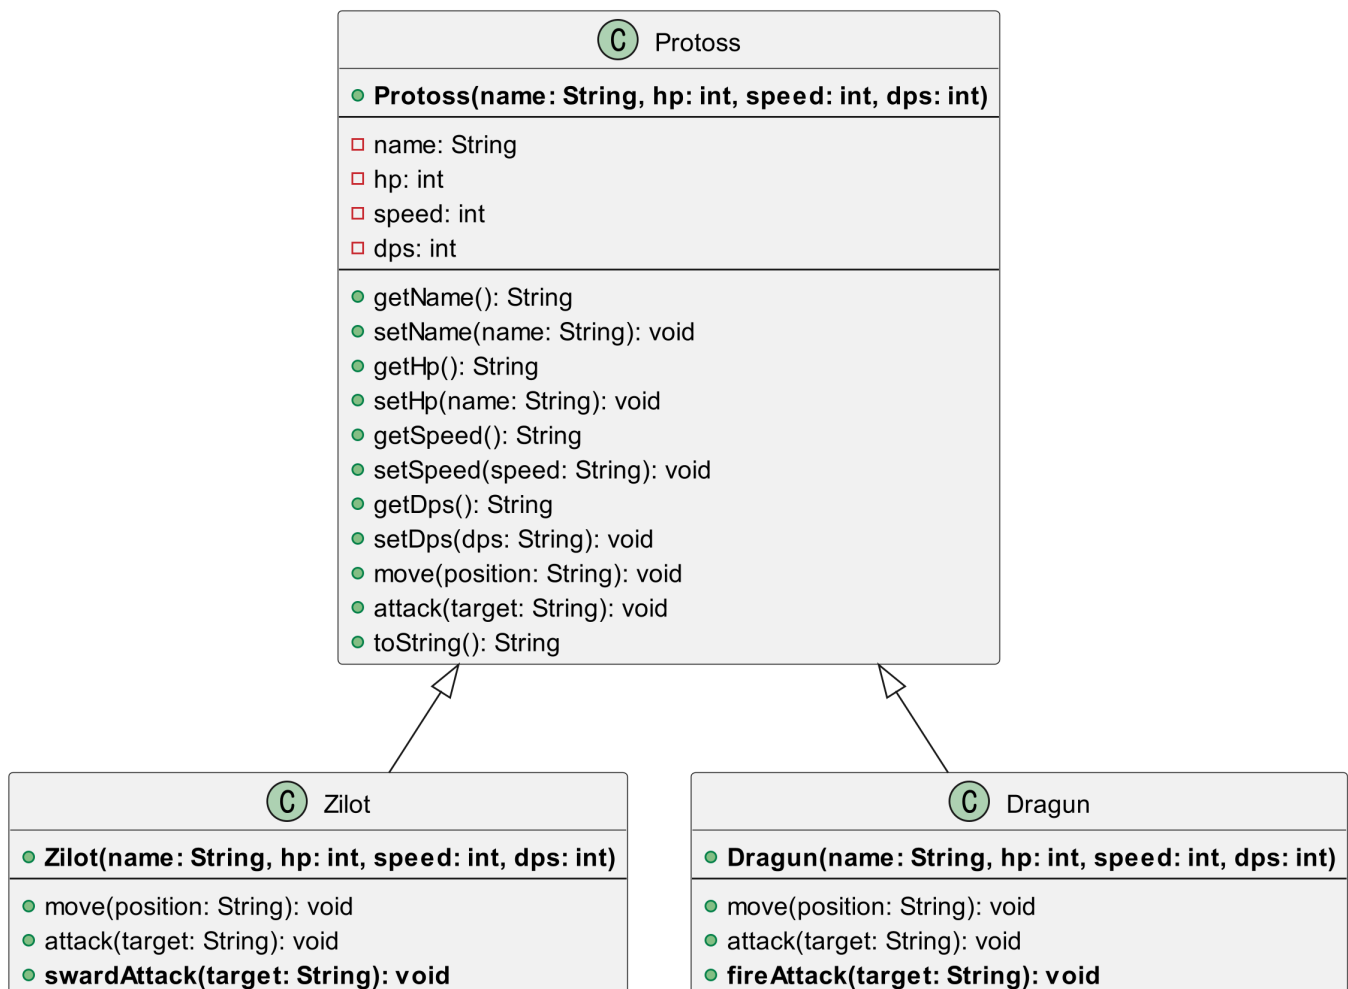 C Protoss
Protoss(name: String, hp: int, speed: int, dps: int)
name: String
hp: int
speed: int
dps: int
getName(): String
setName(name: String): void
getHp(): String
setHp(name: String): void
getSpeed(): String
setSpeed(speed: String): void
getDps(): String
setDps(dps: String): void
move(position: String): void
attack(target: String): void
toString(): String
C Zilot
Zilot(name: String, hp: int, speed: int, dps: int)
move(position: String): void
attack(target: String): void
swardAttack(target: String): void
C Dragun
Dragun(name: String, hp: int, speed: int, dps: int)
move(position: String): void
attack(target: String): void
fireAttack(target: String): void